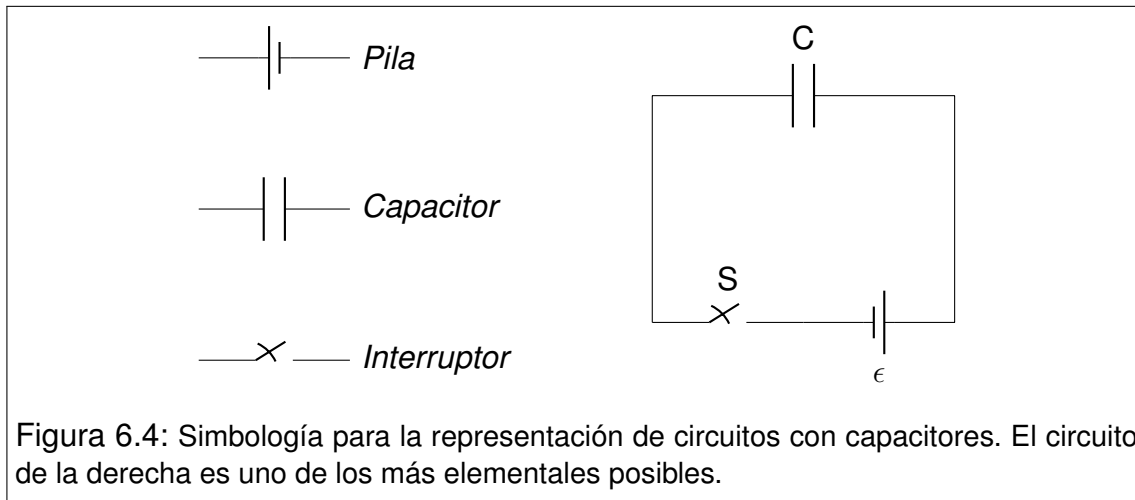 Pila
Capacitor
Interruptor
C
S
ϵ
Figura 6.4: Simbología para la representación de circuitos con capacitores. El circuito
de la derecha es uno de los más elementales posibles.